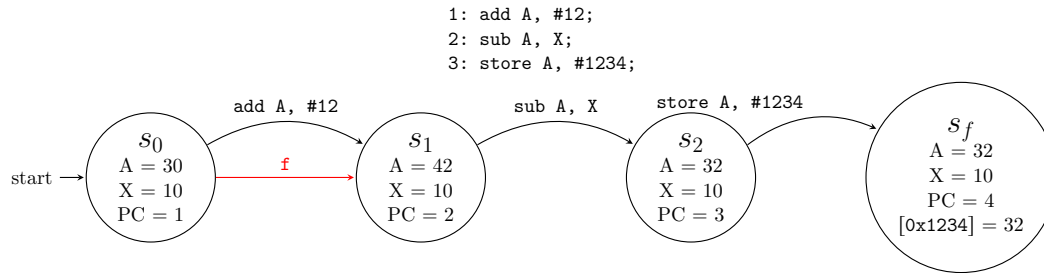 1: add A, #12;
2: sub A, X;
3: store A, #1234;
add A, #12
sub A, X
store A, #1234
start
s0
A = 30
X = 10
PC = 1
f
s1
A = 42
X = 10
PC = 2
s2
A = 32
X = 10
PC = 3
sf
A = 32
X = 10
PC = 4
[0x1234] = 32